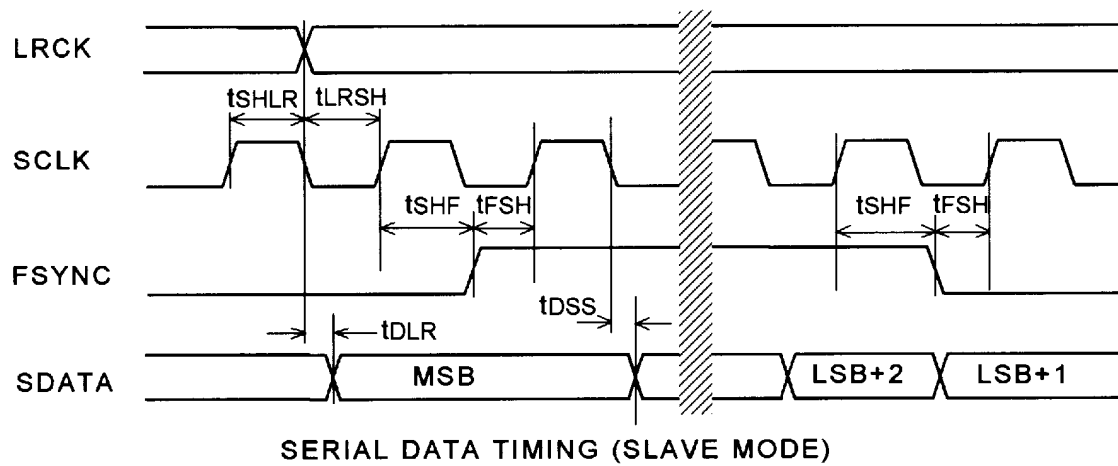 LRCK
tSHLR tLRSH
SCLK
tSHF tFSH tSHF tFSH
FSYNC
tDLR tDSS
SDATA MSB LSB+2 LSB+1
SERIAL DATA TIMING (SLAVE MODE)